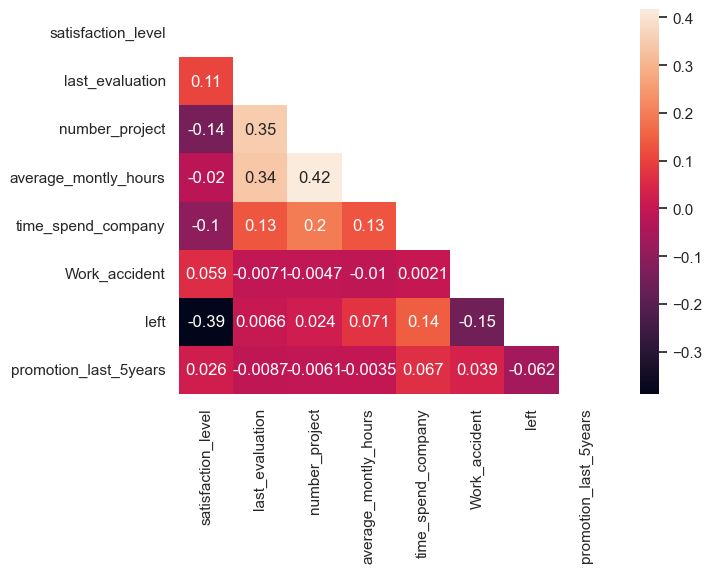 satisfaction_level
last_evaluation 0.11
number_project -0.14 0.35
average_montly_hours -0.02 0.34 0.42
time_spend_company -0.1 0.13 0.2 0.13
Work_accident 0.059 -0.0071 -0.0047 -0.01 0.0021
left -0.39 0.0066 0.024 0.071 0.14 -0.15
promotion_last_5years 0.026 -0.0087 -0.0061 -0.0035 0.067 0.039 -0.062
satisfaction_level
last_evaluation
number_project
average_montly_hours
time_spend_company
Work_accident
left
promotion_last_5years
0.4
0.3
0.2
0.1
0.0
−0.1
−0.2
−0.3